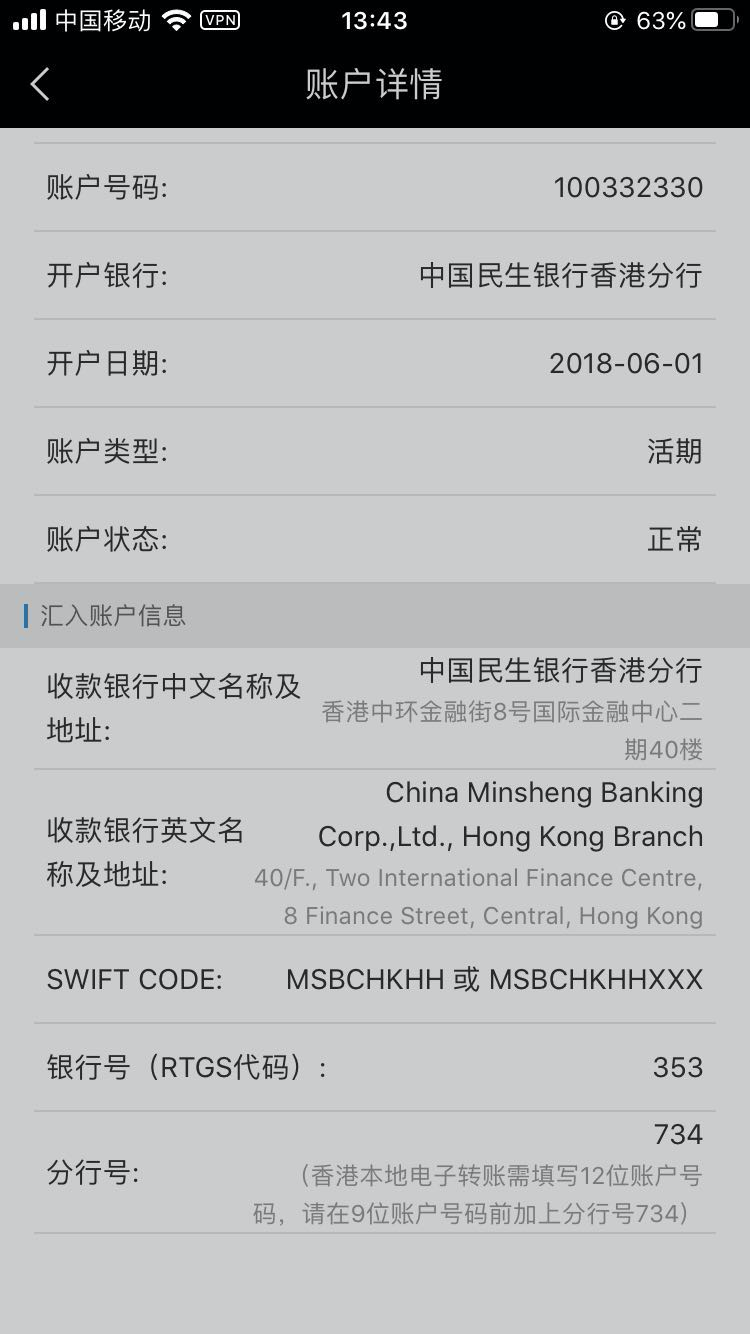 中国移动 VPN 13:43 63%
账户详情
账户号码: 100332330
开户银行: 中国民生银行香港分行
开户日期: 2018-06-01
账户类型: 活期
账户状态: 正常
汇入账户信息
收款银行中文名称及
地址:
中国民生银行香港分行
香港中环金融街8号国际金融中心二
期40楼
收款银行英文名
称及地址:
China Minsheng Banking
Corp.,Ltd., Hong Kong Branch
40/F., Two International Finance Centre,
8 Finance Street, Central, Hong Kong
SWIFT CODE: MSBCHKHH 或 MSBCHKHHXXX
银行号（RTGS代码）: 353
分行号:
734
（香港本地电子转账需填写12位账户号
码，请在9位账户号码前加上分行号734）